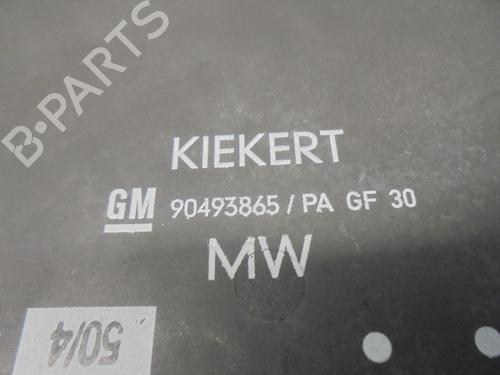 B-PARTS
KIEKERT
GM 90493865 / PA GF 30
MW
50/4